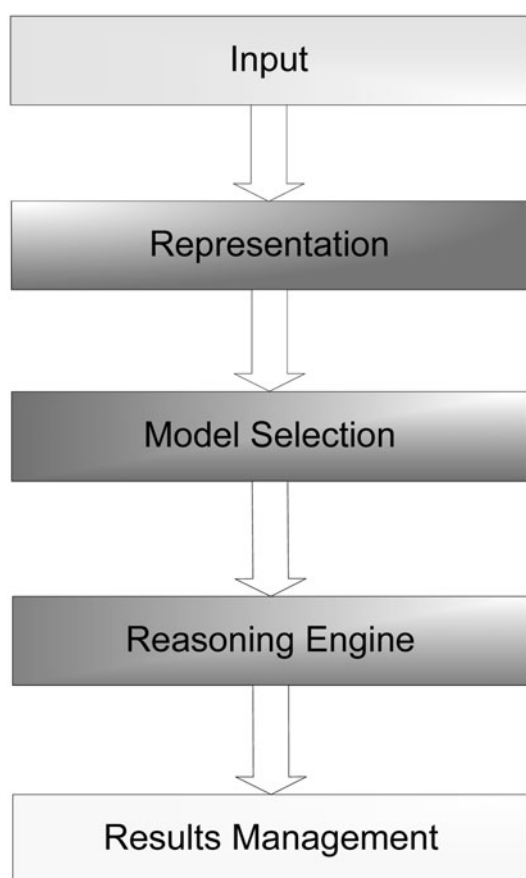 Input
Representation
Model Selection
Reasoning Engine
Results Management